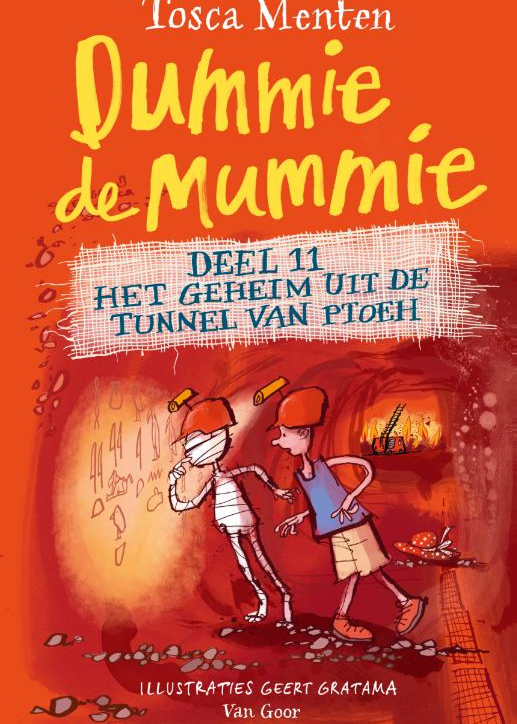 Tosca Menten
Dummie
de Mummie
DEEL 11
HET GEHEIM UIT DE
TUNNEL VAN PTOEH
ILLUSTRATIES GEERT GRATAMA
Van Goor